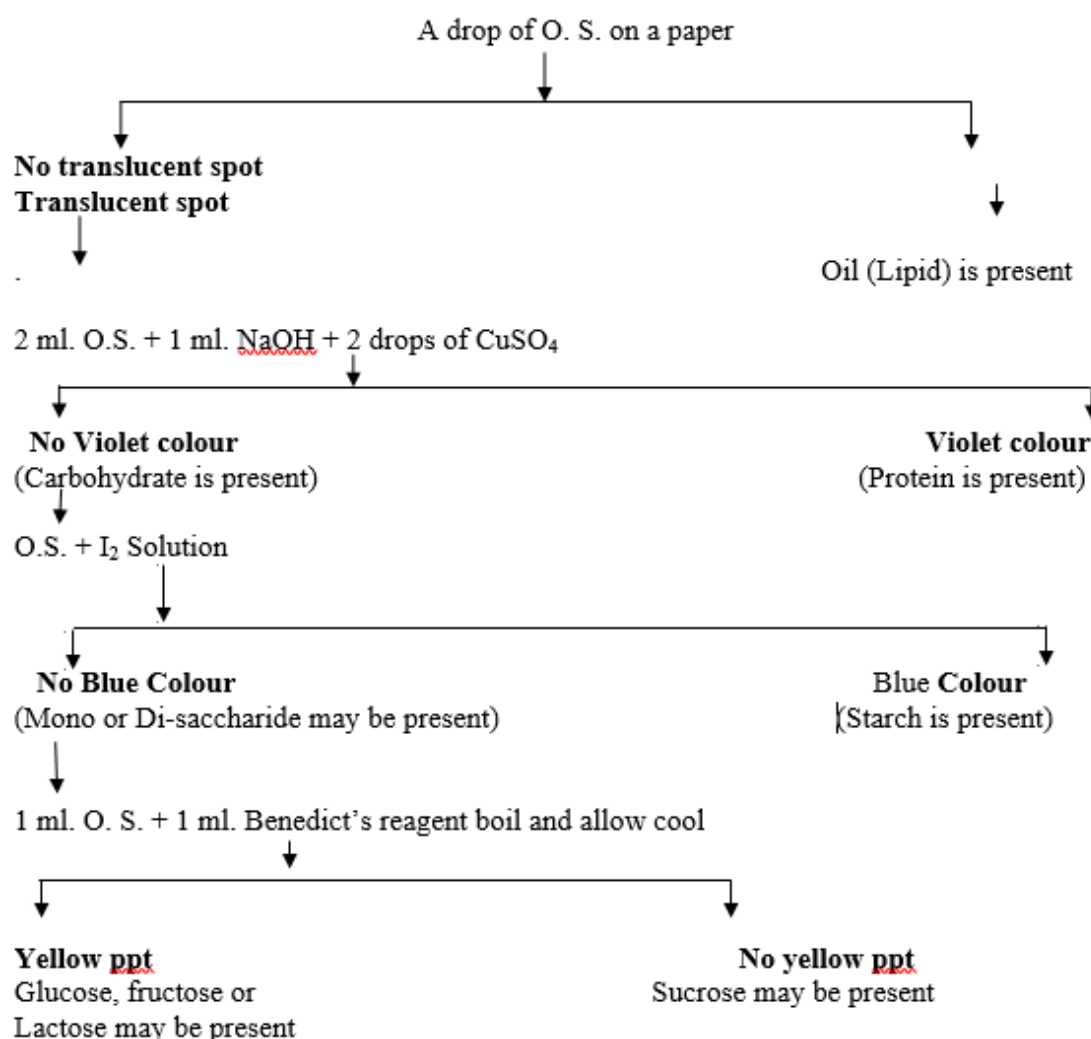 A drop of O. S. on a paper
No translucent spot
Translucent spot
.
Oil (Lipid) is present
2 ml. O.S. + 1 ml. NaOH + 2 drops of CuSO₄
No Violet colour
Violet colour
(Carbohydrate is present)
(Protein is present)
O.S. + I₂ Solution
No Blue Colour
Blue Colour
(Mono or Di-saccharide may be present)
(Starch is present)
1 ml. O. S. + 1 ml. Benedict’s reagent boil and allow cool
Yellow ppt
No yellow ppt
Glucose, fructose or
Sucrose may be present
Lactose may be present